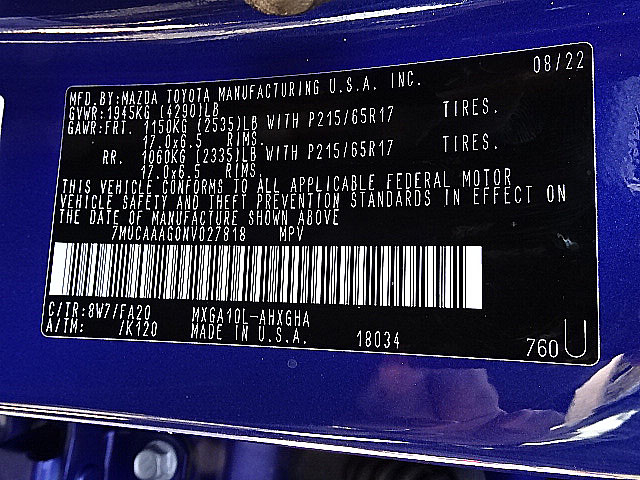 08/22
MFD.BY:MAZDA TOYOTA MANUFACTURING U.S.A. INC.
GVWR:1945KG (4290)LB
GAWR:FRT. 1150KG (2535)LB WITH P215/65R17 TIRES.
17.0x6.5 RIMS.
RR. 1060KG (2335)LB WITH P215/65R17 TIRES.
17.0x6.5 RIMS.
THIS VEHICLE CONFORMS TO ALL APPLICABLE FEDERAL MOTOR
VEHICLE SAFETY AND THEFT PREVENTION STANDARDS IN EFFECT ON
THE DATE OF MANUFACTURE SHOWN ABOVE
7MUCAAAG0NV027818 MPV
C/TR:8W7/FA20 MXGA10L-AHXGHA
A/TM: /K120 MADE IN U.S.A. 18034
760 U